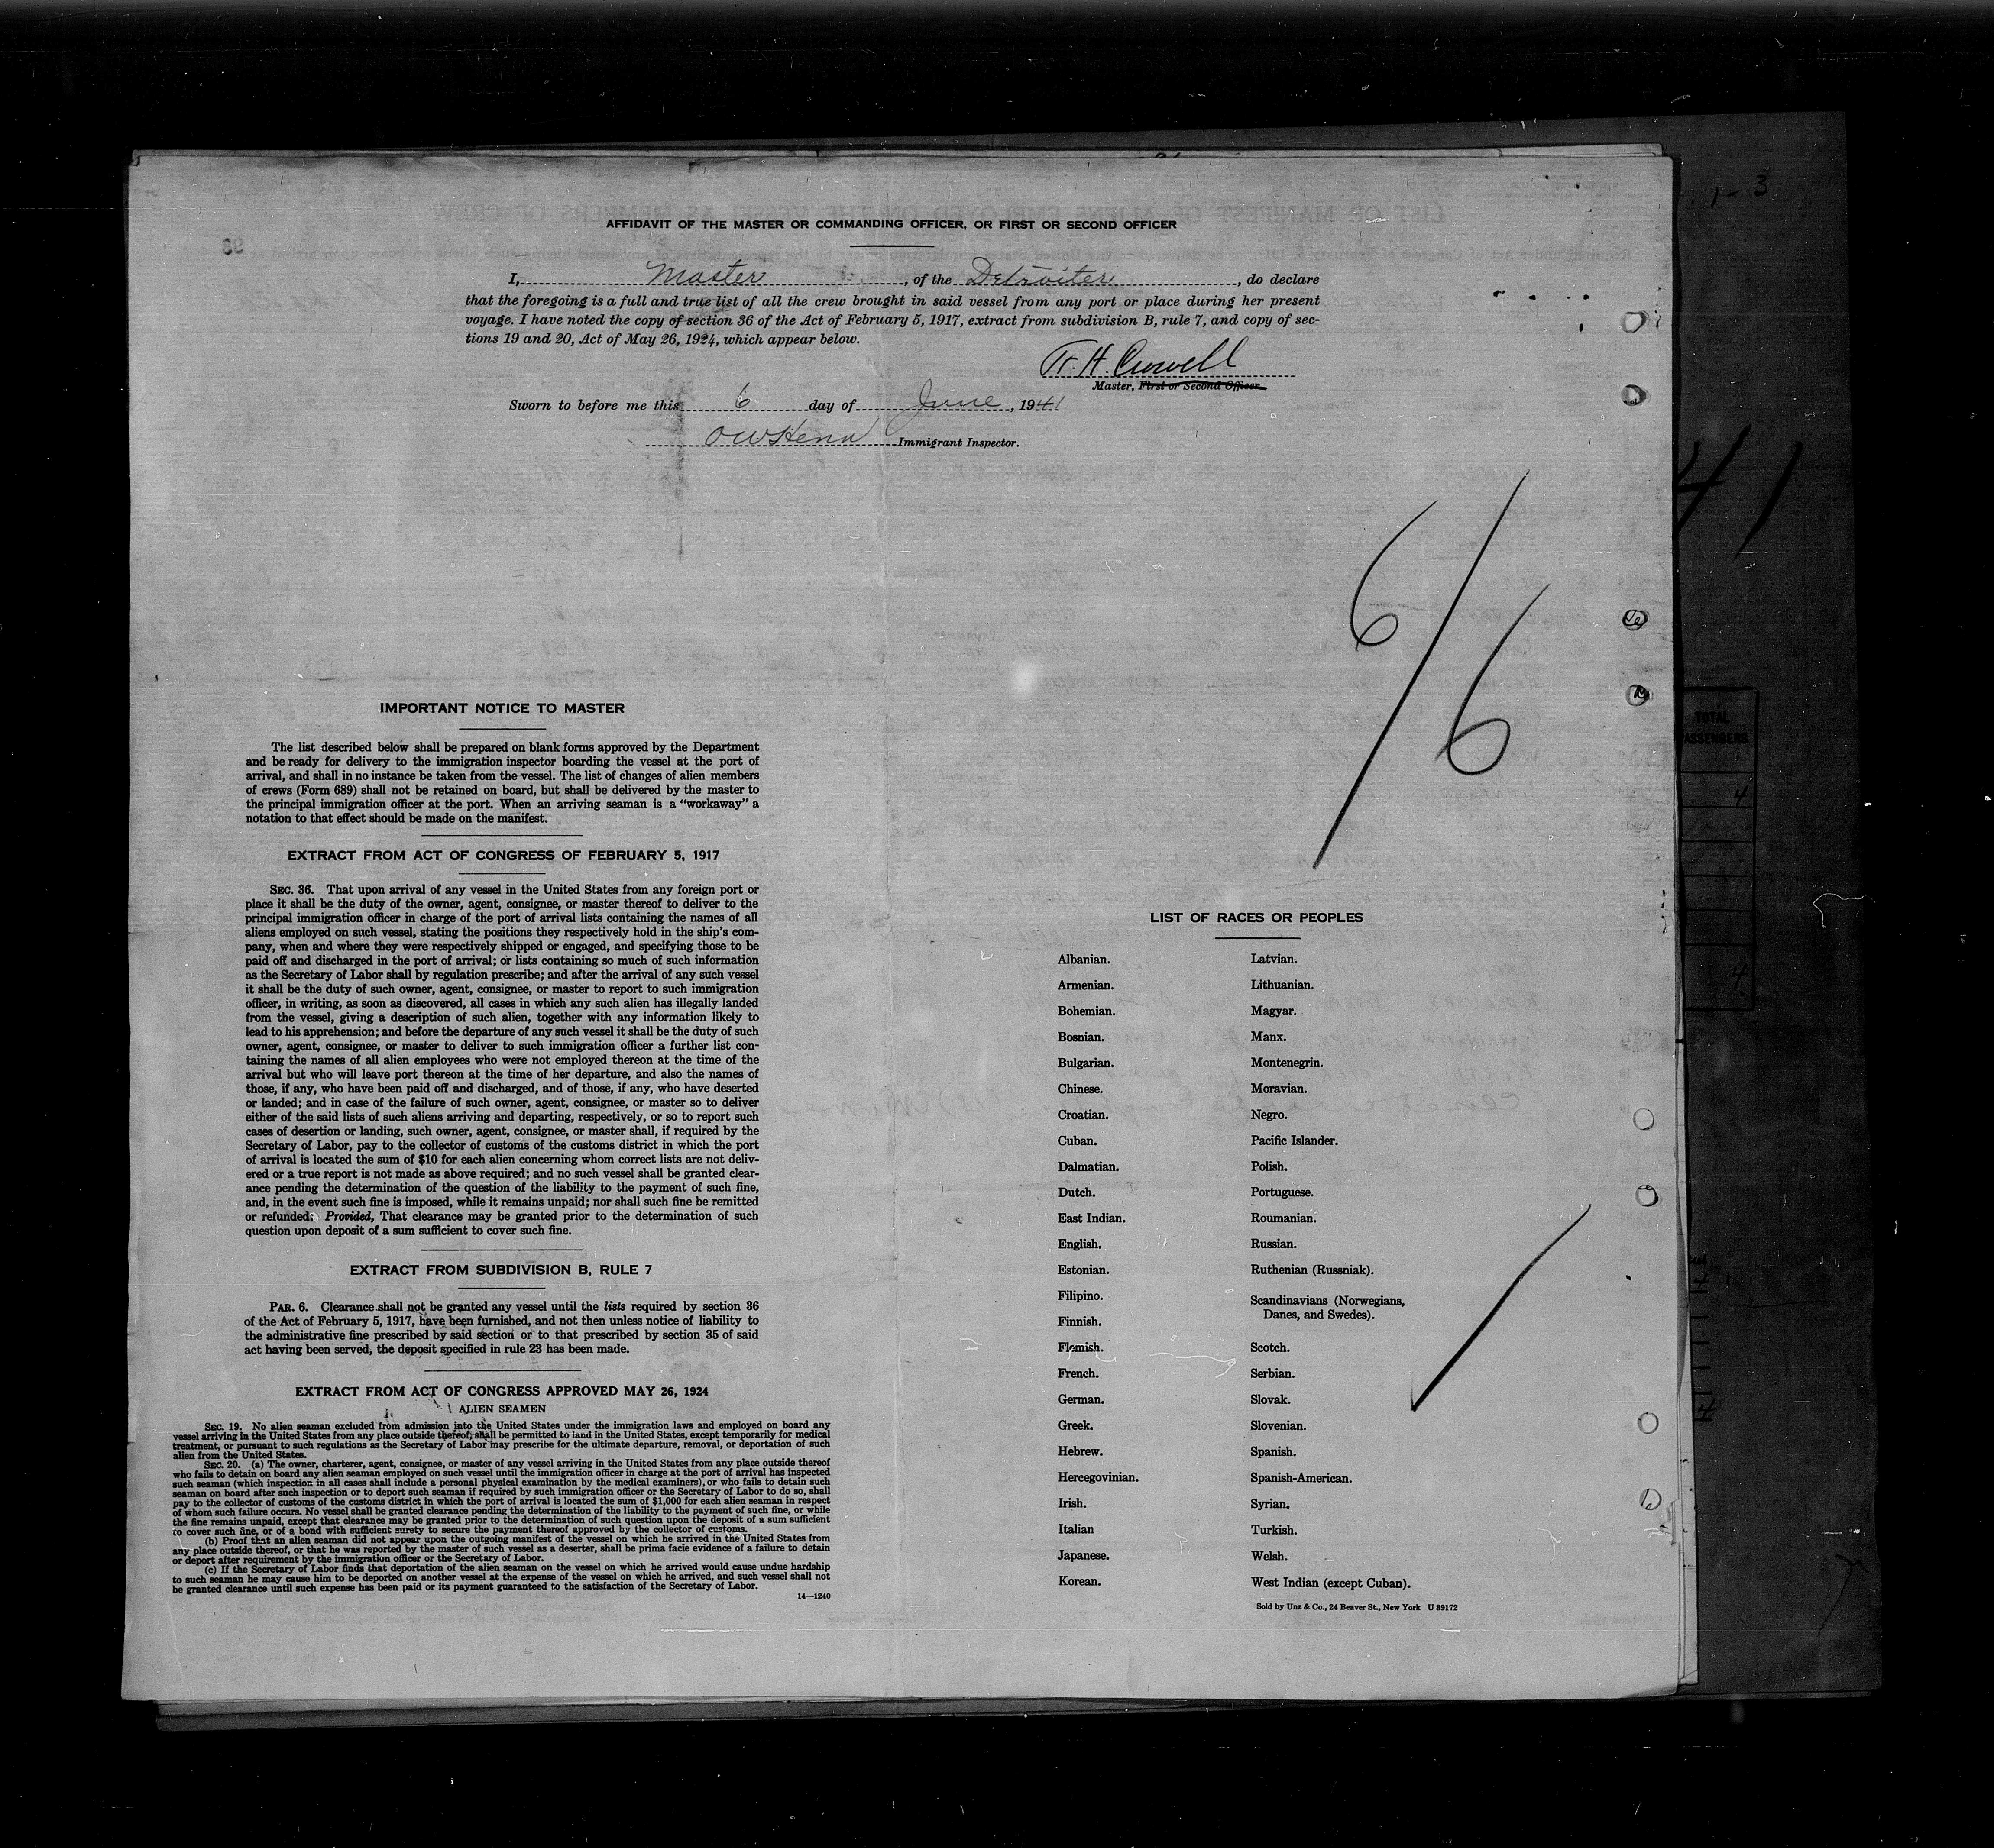 AFFIDAVIT OF THE MASTER OR COMMANDING OFFICER, OR FIRST OR SECOND OFFICER
I, Master, of the Detroiter, do declare
that the foregoing is a full and true list of all the crew brought in said vessel from any port or place during her present
voyage. I have noted the copy of section 36 of the Act of February 5, 1917, extract from subdivision B, rule 7, and copy of sec-
tions 19 and 20, Act of May 26, 1924, which appear below.
Master, First or Second Officer.
Sworn to before me this 6 day of June, 1941
Immigrant Inspector.
6/6
IMPORTANT NOTICE TO MASTER
The list described below shall be prepared on blank forms approved by the Department
and be ready for delivery to the immigration inspector boarding the vessel at the port of
arrival, and shall in no instance be taken from the vessel. The list of changes of alien members
of crews (Form 689) shall not be retained on board, but shall be delivered by the master to
the principal immigration officer at the port. When an arriving seaman is a "workaway" a
notation to that effect should be made on the manifest.
EXTRACT FROM ACT OF CONGRESS OF FEBRUARY 5, 1917
SEC. 36. That upon arrival of any vessel in the United States from any foreign port or
place it shall be the duty of the owner, agent, consignee, or master thereof to deliver to the
principal immigration officer in charge of the port of arrival lists containing the names of all
aliens employed on such vessel, stating the positions they respectively hold in the ship's com-
pany, when and where they were respectively shipped or engaged, and specifying those to be
paid off and discharged in the port of arrival; or lists containing so much of such information
as the Secretary of Labor shall by regulation prescribe; and after the arrival of any such vessel
it shall be the duty of such owner, agent, consignee, or master to report to such immigration
officer, in writing, as soon as discovered, all cases in which any such alien has illegally landed
from the vessel, giving a description of such alien, together with any information likely to
lead to his apprehension; and before the departure of any such vessel it shall be the duty of such
owner, agent, consignee, or master to deliver to such immigration officer a further list con-
taining the names of all alien employees who were not employed thereon at the time of the
arrival but who will leave port thereon at the time of her departure, and also the names of
those, if any, who have been paid off and discharged, and of those, if any, who have deserted
or landed; and in case of the failure of such owner, agent, consignee, or master so to deliver
either of the said lists of such aliens arriving and departing, respectively, or so to report such
cases of desertion or landing, such owner, agent, consignee, or master shall, if required by the
Secretary of Labor, pay to the collector of customs of the customs district in which the port
of arrival is located the sum of $10 for each alien concerning whom correct lists are not deliv-
ered or a true report is not made as above required; and no such vessel shall be granted clear-
ance pending the determination of the question of the liability to the payment of such fine,
and, in the event such fine is imposed, while it remains unpaid; nor shall such fine be remitted
or refunded: Provided, That clearance may be granted prior to the determination of such
question upon deposit of a sum sufficient to cover such fine.
EXTRACT FROM SUBDIVISION B, RULE 7
PAR. 6. Clearance shall not be granted any vessel until the lists required by section 36
of the Act of February 5, 1917, have been furnished, and not then unless notice of liability to
the administrative fine prescribed by said section or to that prescribed by section 35 of said
act having been served, the deposit specified in rule 23 has been made.
EXTRACT FROM ACT OF CONGRESS APPROVED MAY 26, 1924
ALIEN SEAMEN
SEC. 19. No alien seaman excluded from admission into the United States under the immigration laws and employed on board any
vessel arriving in the United States from any place outside thereof, shall be permitted to land in the United States, except temporarily for medical
treatment, or pursuant to such regulations as the Secretary of Labor may prescribe for the ultimate departure, removal, or deportation of such
alien from the United States.
SEC. 20. (a) The owner, charterer, agent, consignee, or master of any vessel arriving in the United States from any place outside thereof
who fails to detain on board any alien seaman employed on such vessel until the immigration officer in charge at the port of arrival has inspected
such seaman (which inspection in all cases shall include a personal physical examination by the medical examiners), or who fails to detain such
seaman on board after such inspection or to deport such seaman if required by such immigration officer or the Secretary of Labor to do so, shall
pay to the collector of customs of the customs district in which the port of arrival is located the sum of $1,000 for each alien seaman in respect
of whom such failure occurs. No vessel shall be granted clearance pending the determination of the liability to the payment of such fine, or while
the fine remains unpaid, except that clearance may be granted prior to the determination of such question upon the deposit of a sum sufficient
to cover such fine, or of a bond with sufficient surety to secure the payment thereof approved by the collector of customs.
(b) Proof that an alien seaman did not appear upon the outgoing manifest of the vessel on which he arrived in the United States from
any place outside thereof, or that he was reported by the master of such vessel as a deserter, shall be prima facie evidence of a failure to detain
or deport after requirement by the immigration officer or the Secretary of Labor.
(c) If the Secretary of Labor finds that deportation of the alien seaman on the vessel on which he arrived would cause undue hardship
to such seaman he may cause him to be deported on another vessel at the expense of the vessel on which he arrived, and such vessel shall not
be granted clearance until such expense has been paid or its payment guaranteed to the satisfaction of the Secretary of Labor.
14—1240
LIST OF RACES OR PEOPLES
Albanian.
Armenian.
Bohemian.
Bosnian.
Bulgarian.
Chinese.
Croatian.
Cuban.
Dalmatian.
Dutch.
East Indian.
English.
Estonian.
Filipino.
Finnish.
Flemish.
French.
German.
Greek.
Hebrew.
Hercegovinian.
Irish.
Italian
Japanese.
Korean.
Latvian.
Lithuanian.
Magyar.
Manx.
Montenegrin.
Moravian.
Negro.
Pacific Islander.
Polish.
Portuguese.
Roumanian.
Russian.
Ruthenian (Russniak).
Scandinavians (Norwegians,
Danes, and Swedes).
Scotch.
Serbian.
Slovak.
Slovenian.
Spanish.
Spanish-American.
Syrian.
Turkish.
Welsh.
West Indian (except Cuban).
Sold by Unz & Co., 24 Beaver St., New York U 89172
1-3
41
TOTAL
PASSENGERS
4
4